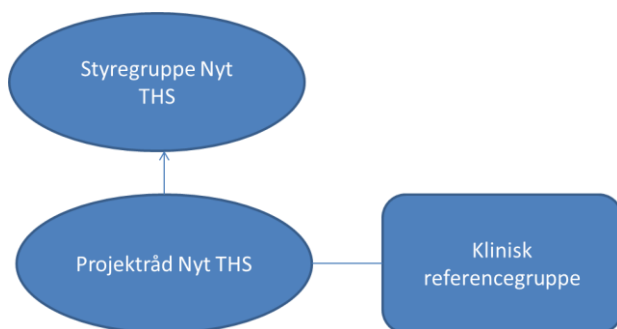 Styregruppe Nyt
THS
Projektråd Nyt THS
Klinisk
referencegruppe